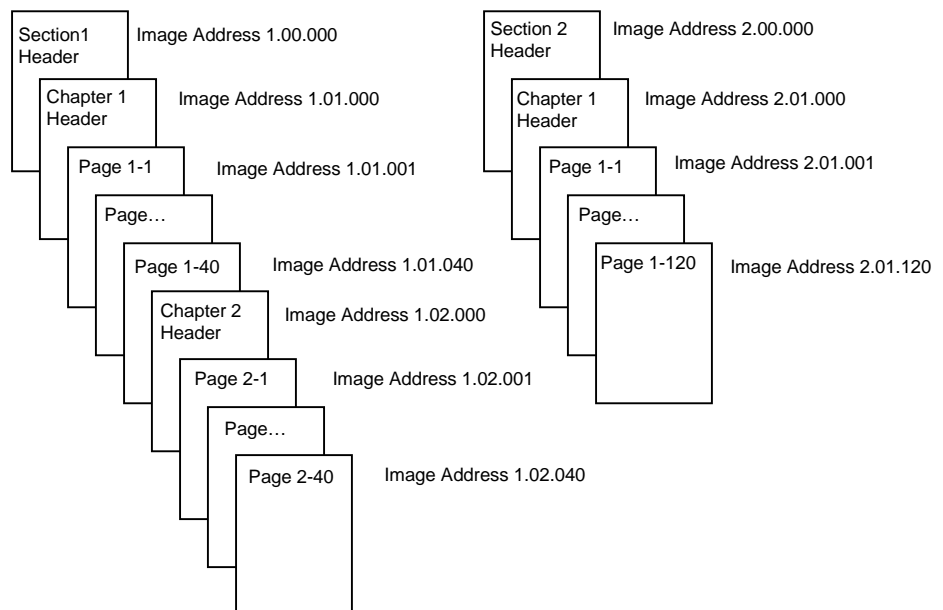 Section1
Header
Image Address 1.00.000
Chapter 1
Header
Image Address 1.01.000
Page 1-1
Image Address 1.01.001
Page…
Page 1-40
Image Address 1.01.040
Chapter 2
Header
Image Address 1.02.000
Page 2-1
Image Address 1.02.001
Page…
Page 2-40
Image Address 1.02.040
Section 2
Header
Image Address 2.00.000
Chapter 1
Header
Image Address 2.01.000
Page 1-1
Image Address 2.01.001
Page…
Page 1-120
Image Address 2.01.120